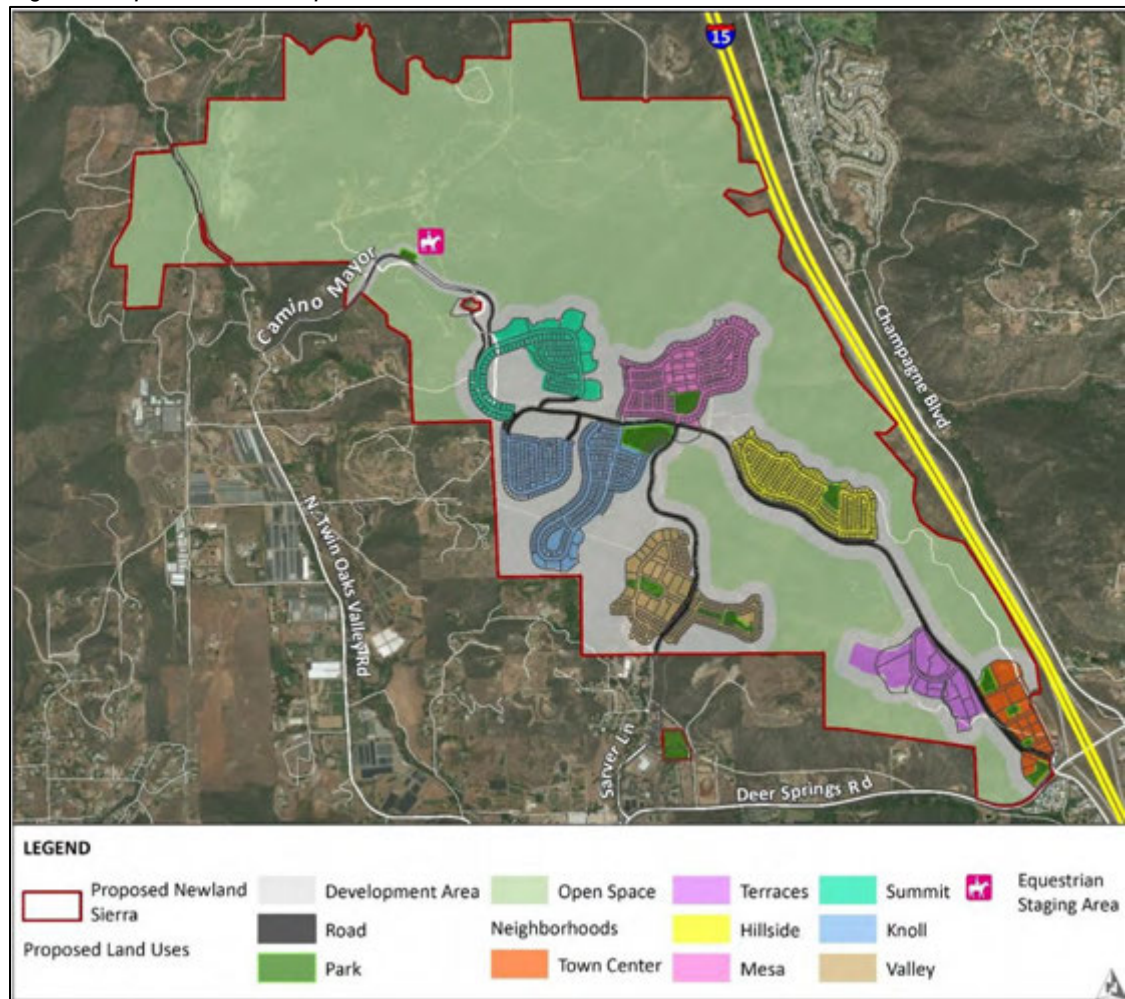 15
Camino Mayor
Champagne Blvd
N. Twin Oaks Valley Rd
Sarver Ln
Deer Springs Rd
LEGEND
Proposed Newland Sierra
Proposed Land Uses
Development Area
Road
Park
Open Space
Neighborhoods
Town Center
Terraces
Hillside
Mesa
Summit
Knoll
Valley
Equestrian
Staging Area